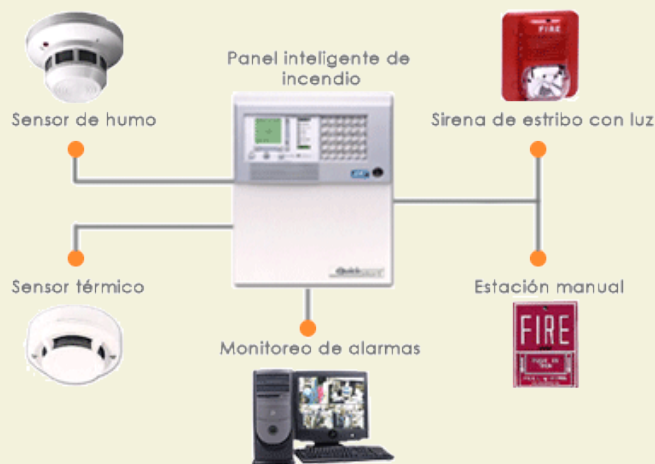 Panel inteligente de
incendio
Sensor de humo
FIRE
Sirena de estribo con luz
Sensor térmico
Estación manual
Monitoreo de alarmas
FIRE